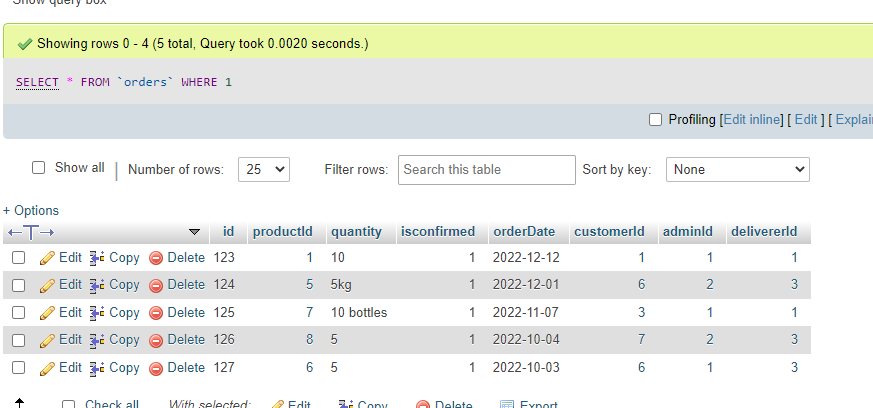 Show query box
Showing rows 0 - 4 (5 total, Query took 0.0020 seconds.)
SELECT * FROM `orders` WHERE 1
Profiling [Edit inline] [ Edit ] [ Explai
Show all | Number of rows: 25 Filter rows: Search this table Sort by key: None
+ Options
←T→ id productId quantity isconfirmed orderDate customerId adminId delivererId
Edit Copy Delete 123 1 10 1 2022-12-12 1 1 1
Edit Copy Delete 124 5 5kg 1 2022-12-01 6 2 3
Edit Copy Delete 125 7 10 bottles 1 2022-11-07 3 1 1
Edit Copy Delete 126 8 5 1 2022-10-04 7 2 3
Edit Copy Delete 127 6 5 1 2022-10-03 6 1 3
Check all With selected: Edit Copy Delete Export